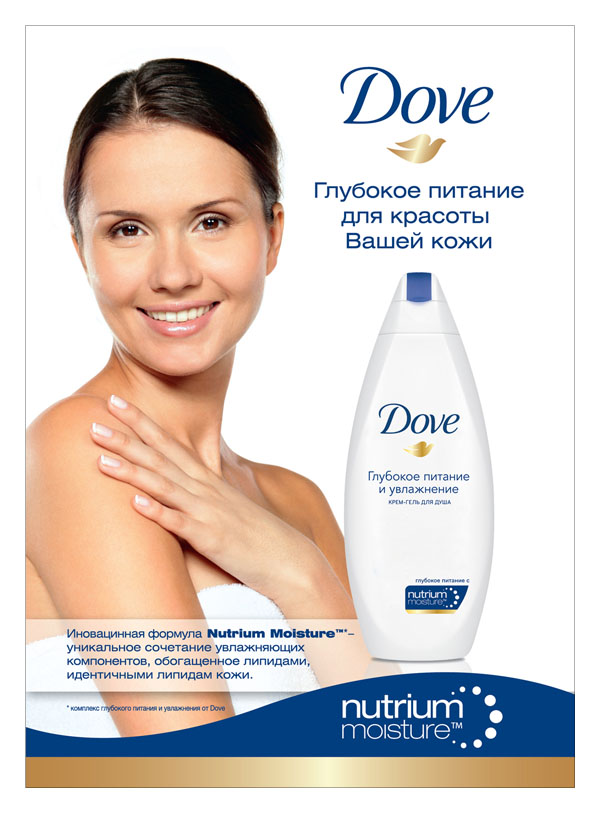 Dove
Глубокое питание
для красоты
Вашей кожи
Dove
Глубокое питание
и увлажнение
КРЕМ-ГЕЛЬ ДЛЯ ДУША
глубокое питание с
nutrium
moisture™
Иновацинная формула Nutrium Moisture™*–
уникальное сочетание увлажняющих
компонентов, обогащенное липидами,
идентичными липидам кожи.
* комплекс глубокого питания и увлажнения от Dove
nutrium
moisture™